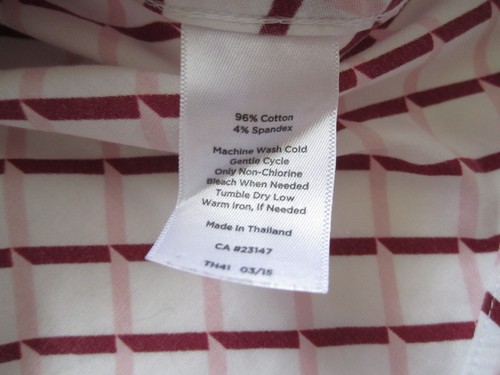 96% Cotton
4% Spandex
Machine Wash Cold
Gentle Cycle
Only Non-Chlorine
Bleach When Needed
Tumble Dry Low
Warm Iron, If Needed
Made in Thailand
CA #23147
TH41 03/15